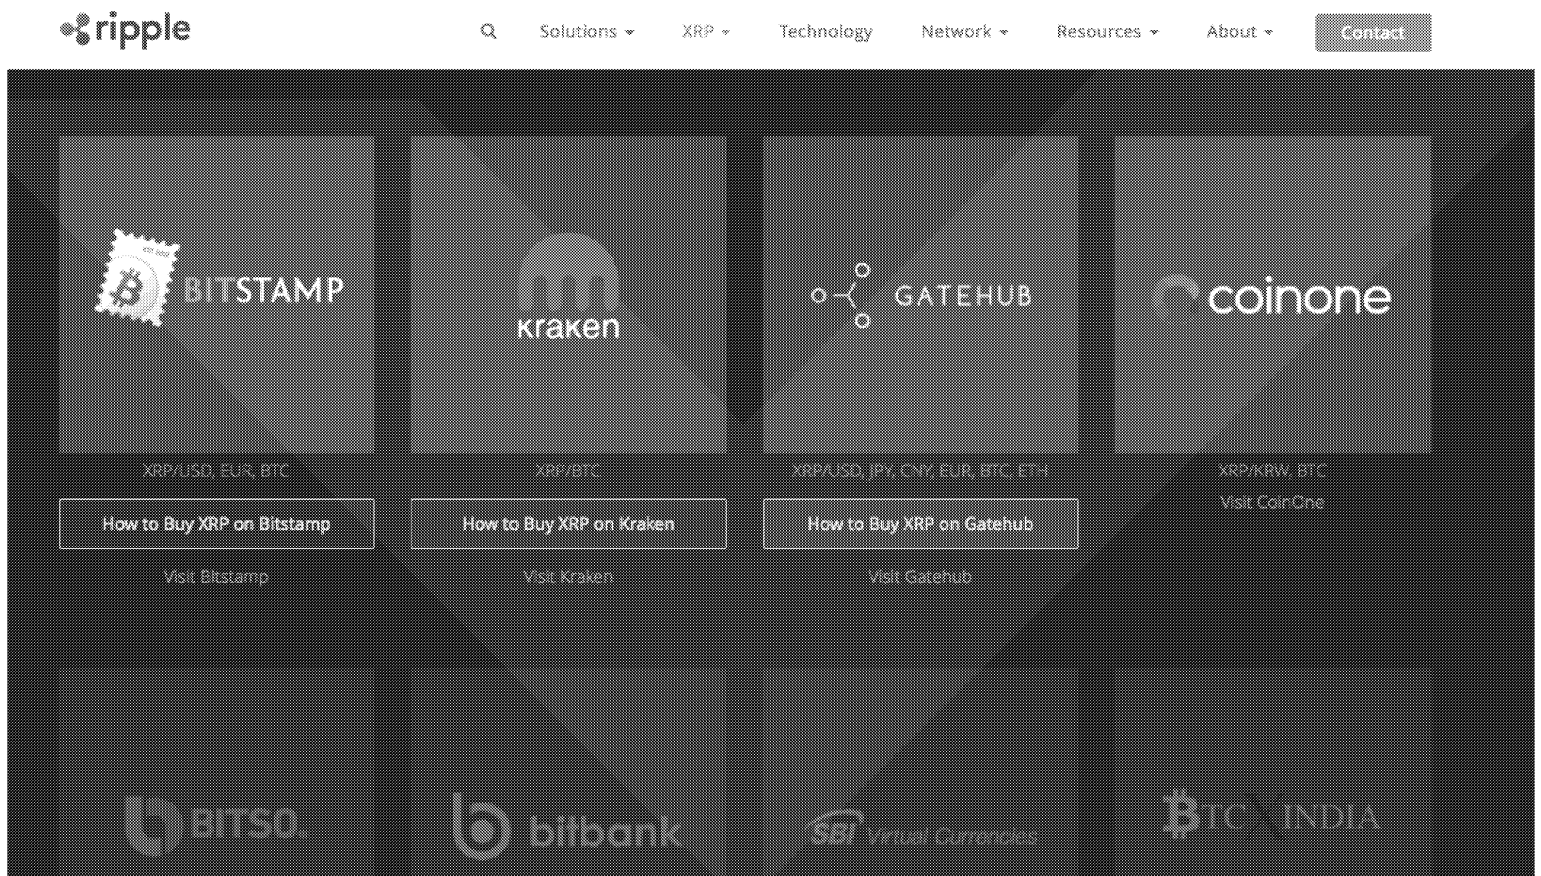 ripple
Solutions XRP Technology Network Resources About Contact
BITSTAMP
kraken
GATEHUB
coinone
XRP/USD, EUR, BTC
XRP/BTC
XRP/USD, JPY, CNY, EUR, BTC, ETH
XRP/KRW, BTC
How to Buy XRP on Bitstamp
How to Buy XRP on Kraken
How to Buy XRP on Gatehub
Visit CoinOne
Visit Bitstamp
Visit Kraken
Visit Gatehub
BITSO
bitbank
SBI Virtual Currencies
BTCXINDIA